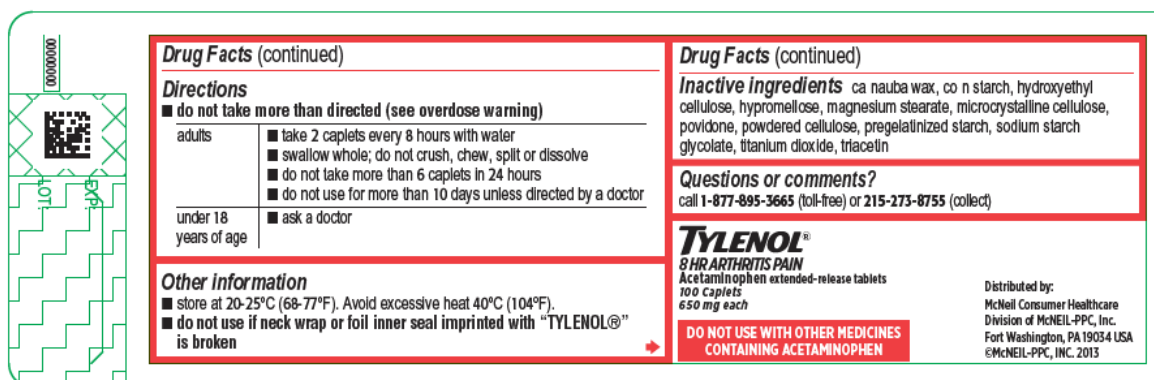 00000000
EXP:
LOT:
Drug Facts (continued)
Directions
■ do not take more than directed (see overdose warning)
adults
■ take 2 caplets every 8 hours with water
■ swallow whole; do not crush, chew, split or dissolve
■ do not take more than 6 caplets in 24 hours
■ do not use for more than 10 days unless directed by a doctor
under 18
years of age
■ ask a doctor
Other information
■ store at 20-25ºC (68-77ºF). Avoid excessive heat 40ºC (104ºF).
■ do not use if neck wrap or foil inner seal imprinted with “TYLENOL®”
is broken
Drug Facts (continued)
Inactive ingredients ca nauba wax, co n starch, hydroxyethyl
cellulose, hypromellose, magnesium stearate, microcrystalline cellulose,
povidone, powdered cellulose, pregelatinized starch, sodium starch
glycolate, titanium dioxide, triacetin
Questions or comments?
call 1-877-895-3665 (toll-free) or 215-273-8755 (collect)
TYLENOL®
8 HR ARTHRITIS PAIN
Acetaminophen extended-release tablets
100 Caplets
650 mg each
DO NOT USE WITH OTHER MEDICINES
CONTAINING ACETAMINOPHEN
Distributed by:
McNeil Consumer Healthcare
Division of McNEIL-PPC, Inc.
Fort Washington, PA 19034 USA
©McNEIL-PPC, INC. 2013